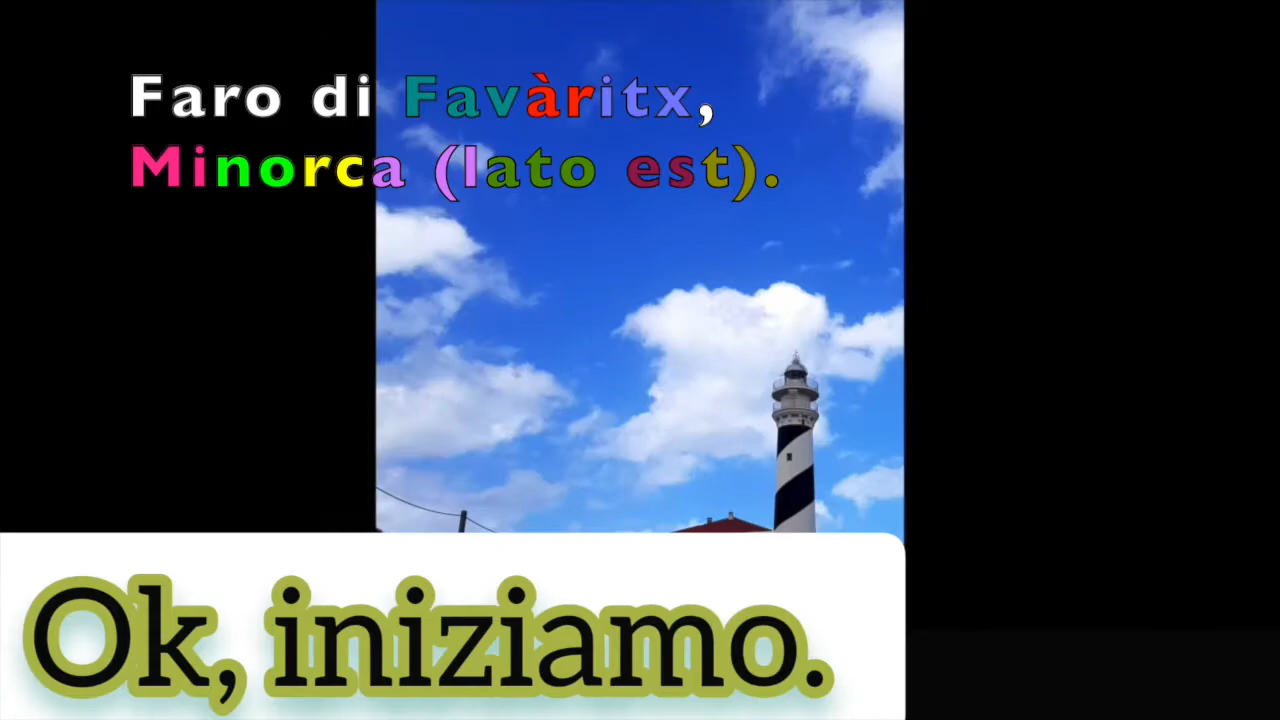 Faro di Favàritx,
Minorca (lato est).
Ok, iniziamo.